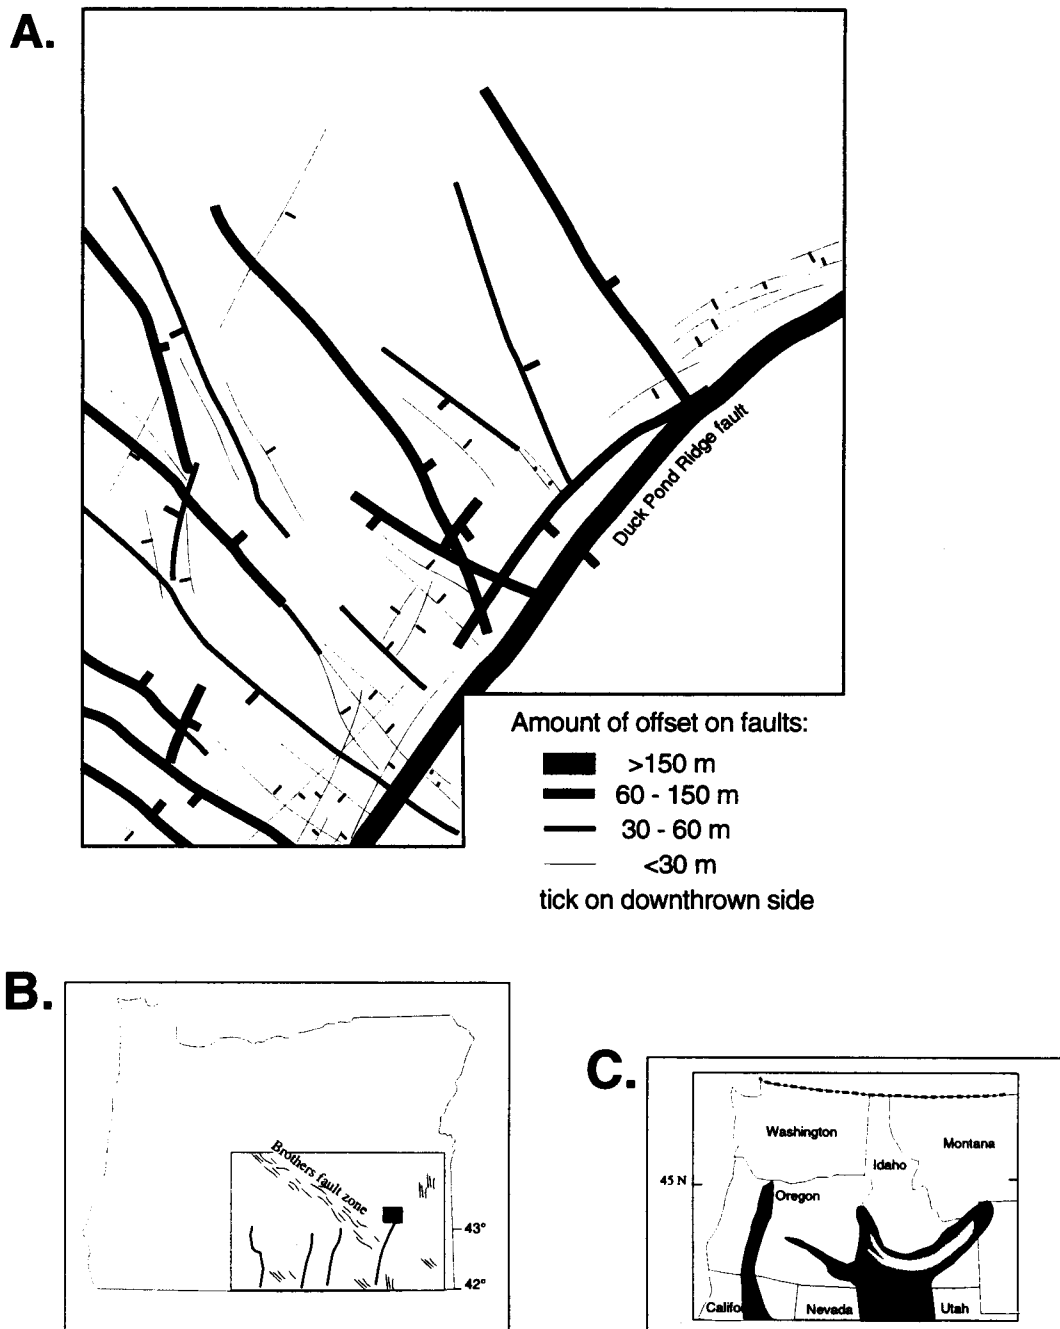 A.
Duck Pond Ridge fault
Amount of offset on faults:
>150 m
60 - 150 m
30 - 60 m
<30 m
tick on downthrown side
B.
Brothers fault zone
43°
42°
C.
Washington
Montana
Idaho
45 N
Oregon
Califo
Nevada
Utah